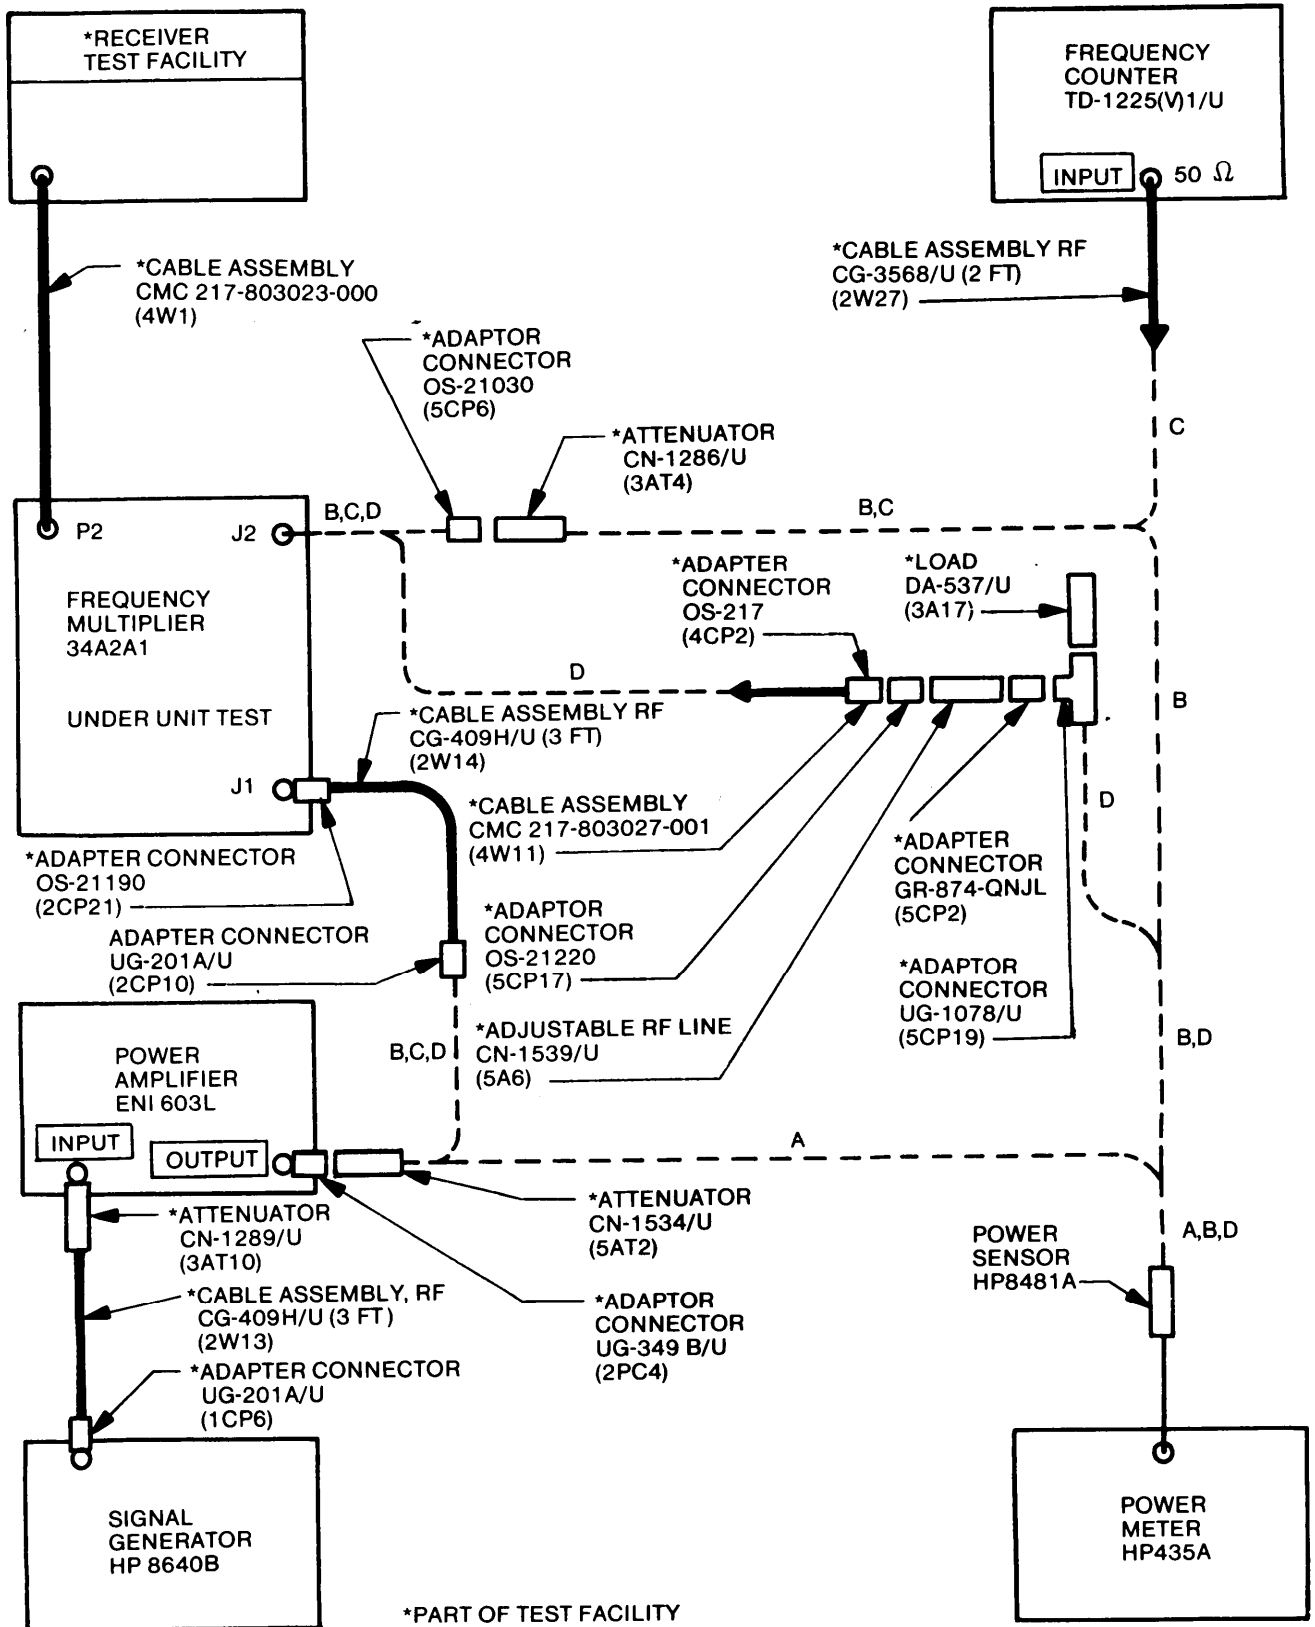 *RECEIVER
TEST FACILITY
FREQUENCY
COUNTER
TD-1225(V)1/U
INPUT
50 Ω
*CABLE ASSEMBLY
CMC 217-803023-000
(4W1)
*CABLE ASSEMBLY RF
CG-3568/U (2 FT)
(2W27)
*ADAPTOR
CONNECTOR
OS-21030
(5CP6)
*ATTENUATOR
CN-1286/U
(3AT4)
C
P2
J2
B,C,D
B,C
FREQUENCY
MULTIPLIER
34A2A1
UNDER UNIT TEST
J1
*ADAPTER
CONNECTOR
OS-217
(4CP2)
*LOAD
DA-537/U
(3A17)
D
B
*CABLE ASSEMBLY RF
CG-409H/U (3 FT)
(2W14)
*CABLE ASSEMBLY
CMC 217-803027-001
(4W11)
D
*ADAPTER CONNECTOR
OS-21190
(2CP21)
*ADAPTER
CONNECTOR
GR-874-QNJL
(5CP2)
ADAPTER CONNECTOR
UG-201A/U
(2CP10)
*ADAPTOR
CONNECTOR
OS-21220
(5CP17)
*ADAPTOR
CONNECTOR
UG-1078/U
(5CP19)
*ADJUSTABLE RF LINE
CN-1539/U
(5A6)
B,C,D
B,D
POWER
AMPLIFIER
ENI 603L
INPUT
OUTPUT
A
*ATTENUATOR
CN-1289/U
(3AT10)
*ATTENUATOR
CN-1534/U
(5AT2)
A,B,D
POWER
SENSOR
HP8481A
*CABLE ASSEMBLY, RF
CG-409H/U (3 FT)
(2W13)
*ADAPTOR
CONNECTOR
UG-349 B/U
(2PC4)
*ADAPTER CONNECTOR
UG-201A/U
(1CP6)
SIGNAL
GENERATOR
HP 8640B
POWER
METER
HP435A
*PART OF TEST FACILITY